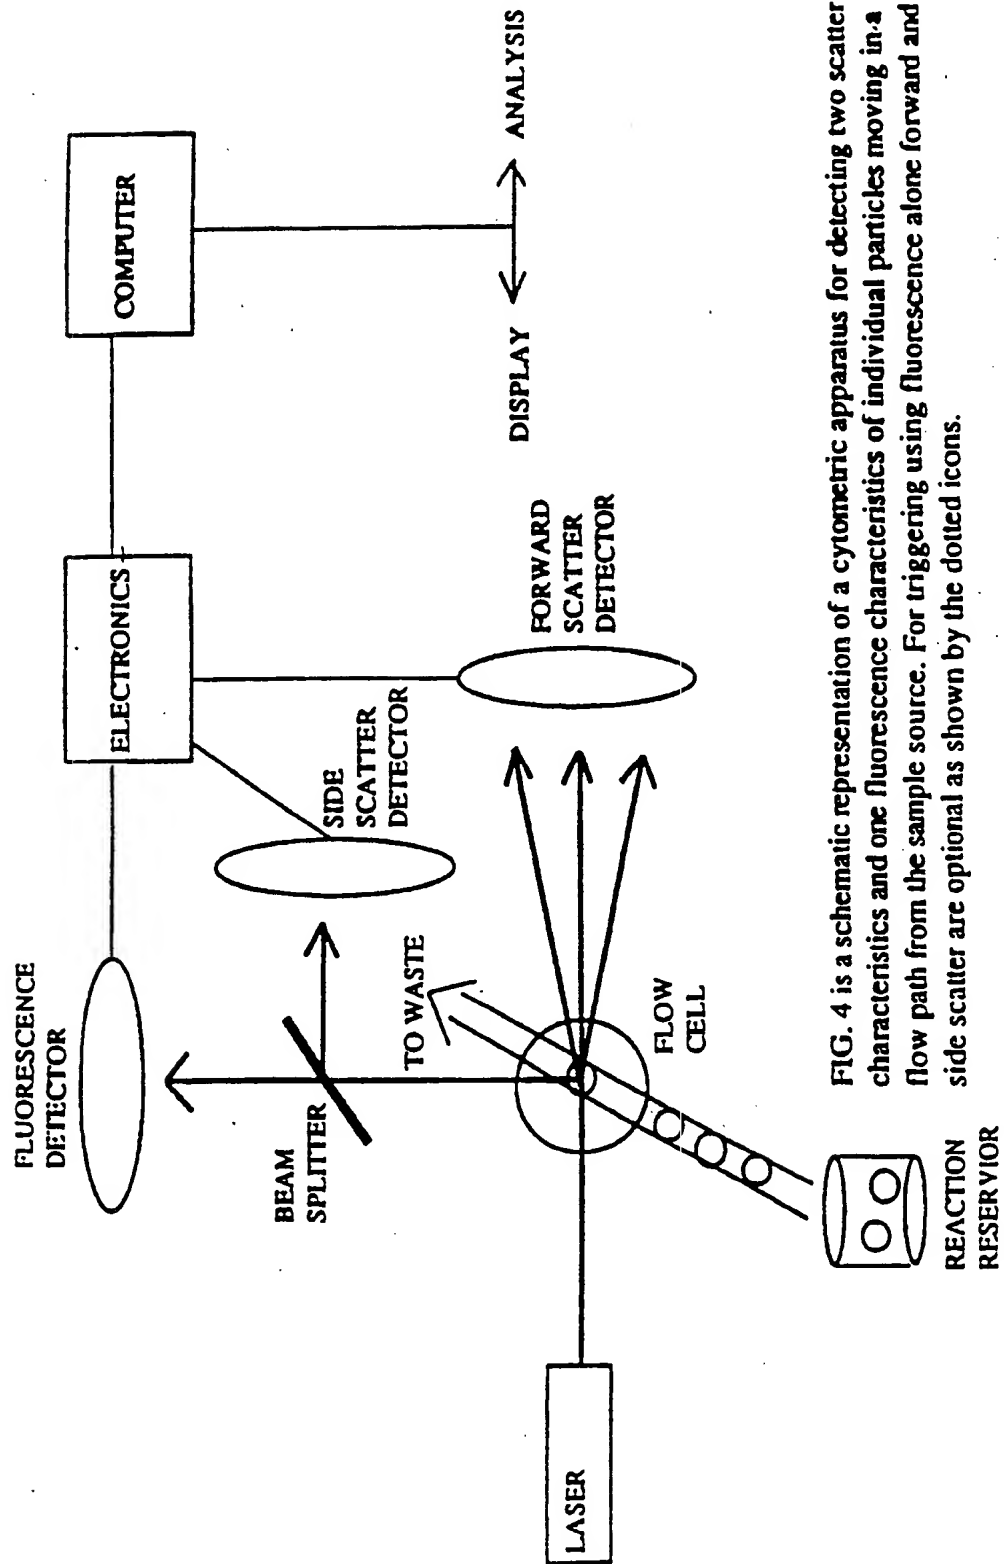 FLUORESCENCE
DETECTOR
ELECTRONICS
COMPUTER
BEAM
SPLITTER
SIDE
SCATTER
DETECTOR
TO WASTE
FORWARD
SCATTER
DETECTOR
DISPLAY
ANALYSIS
LASER
FLOW
CELL
REACTION
RESERVIOR
FIG. 4 is a schematic representation of a cytometric apparatus for detecting two scatter
characteristics and one fluorescence characteristics of individual particles moving in a
flow path from the sample source. For triggering using fluorescence alone forward and
side scatter are optional as shown by the dotted icons.